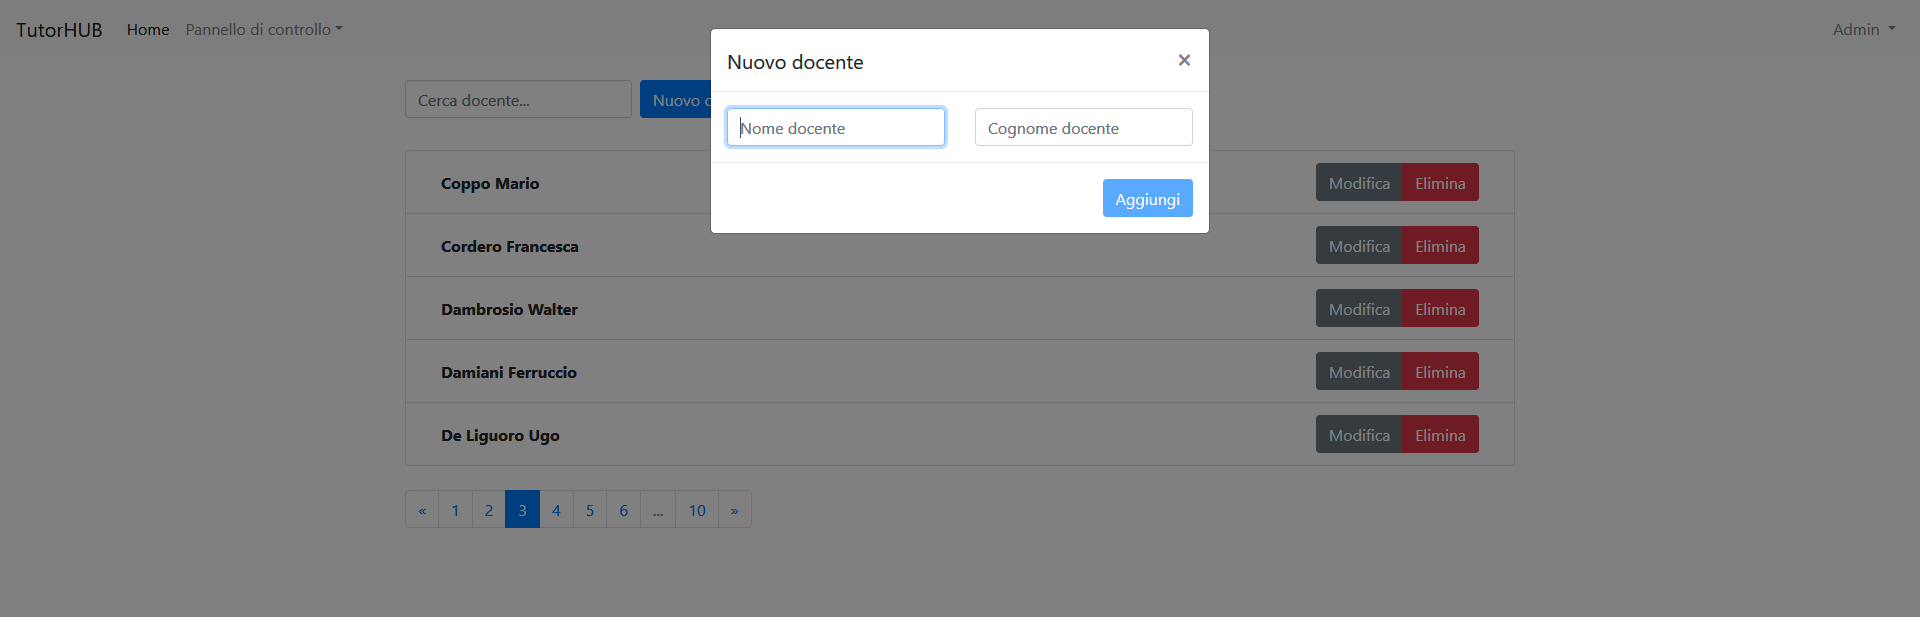 TutorHUB Home Pannello di controllo Admin
Nuovo docente ×
Cerca docente... Nuovo
Nome docente Cognome docente
Aggiungi
Coppo Mario Modifica Elimina
Cordero Francesca Modifica Elimina
Dambrosio Walter Modifica Elimina
Damiani Ferruccio Modifica Elimina
De Liguoro Ugo Modifica Elimina
« 1 2 3 4 5 6 ... 10 »